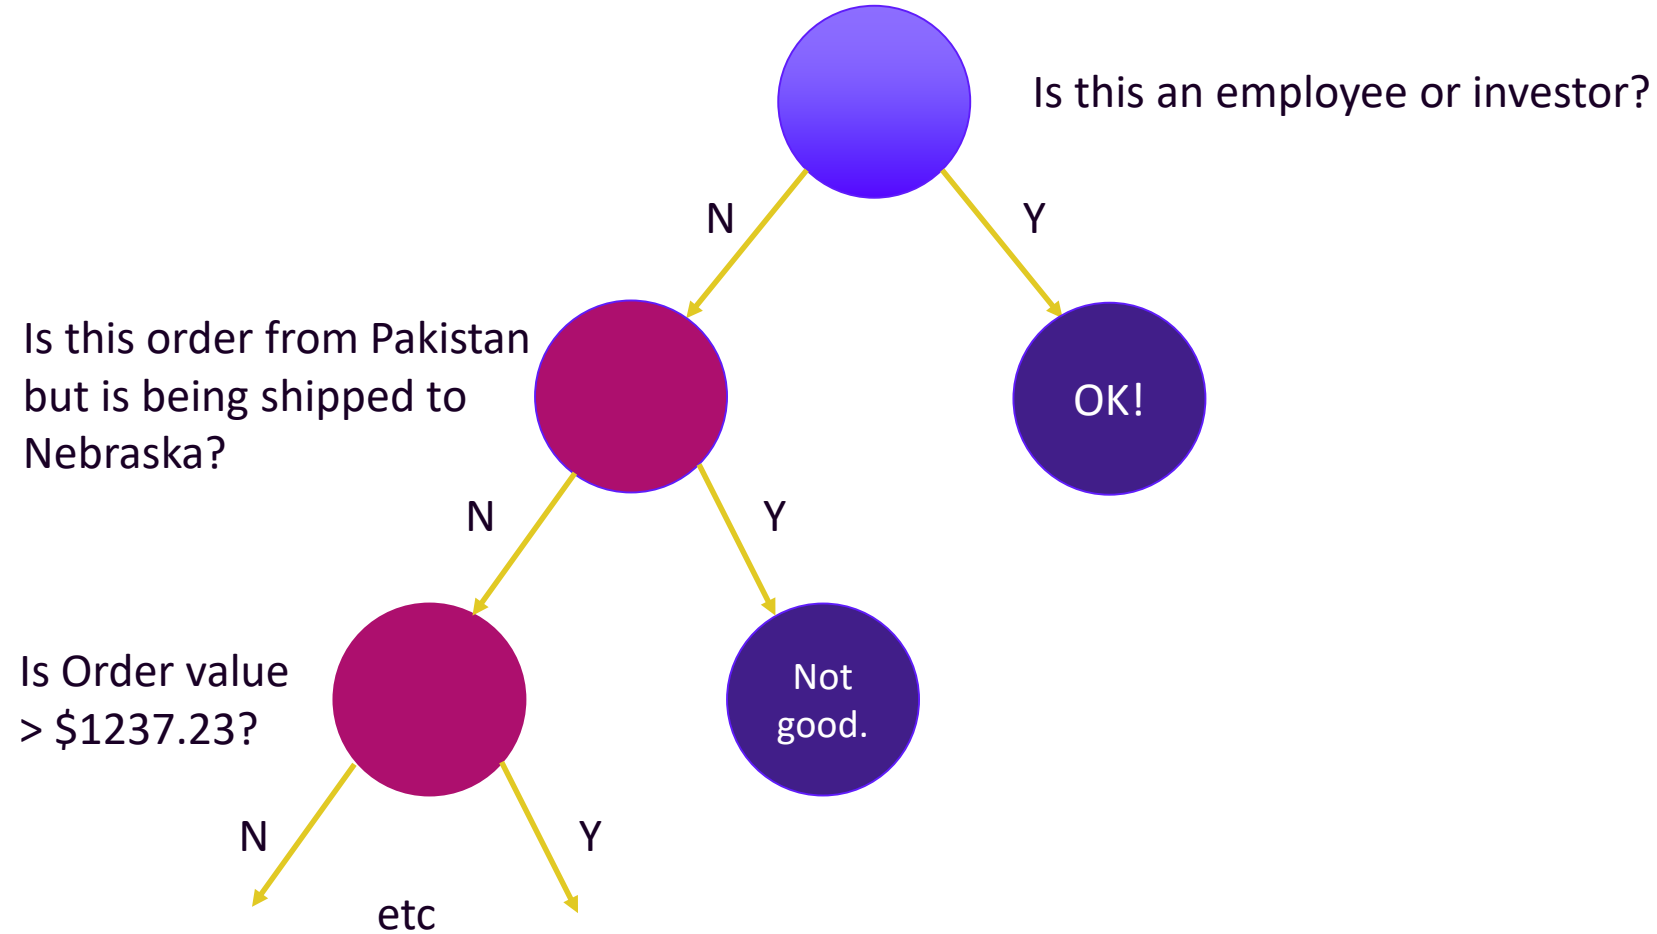 Is this an employee or investor?
N
Y
Is this order from Pakistan
but is being shipped to
Nebraska?
OK!
N
Y
Is Order value
> $1237.23?
Not
good.
N
Y
etc